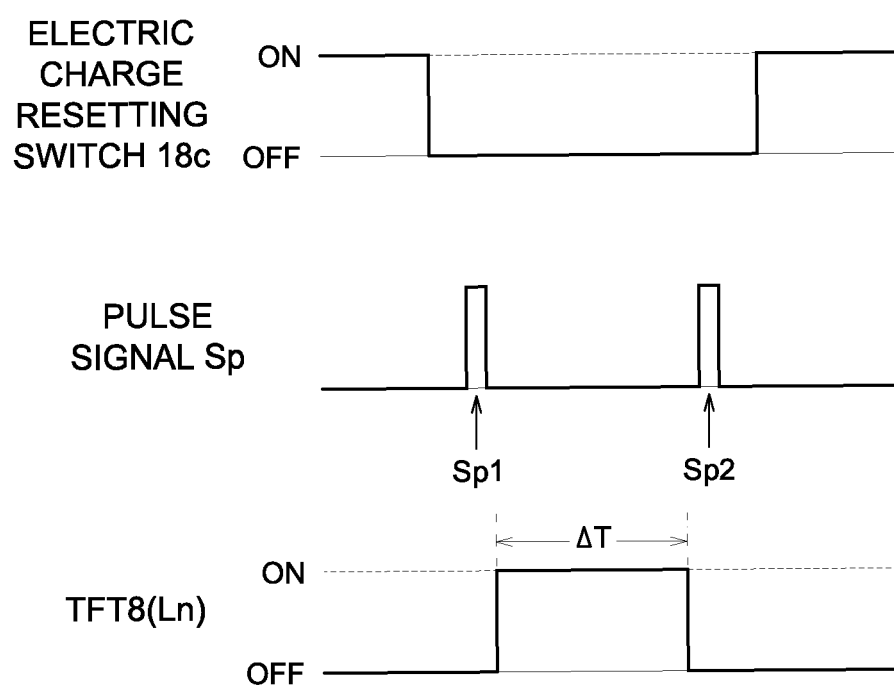 ELECTRIC
CHARGE
RESETTING
SWITCH 18c
ON
OFF
PULSE
SIGNAL Sp
Sp1
Sp2
ΔT
TFT8(Ln)
ON
OFF